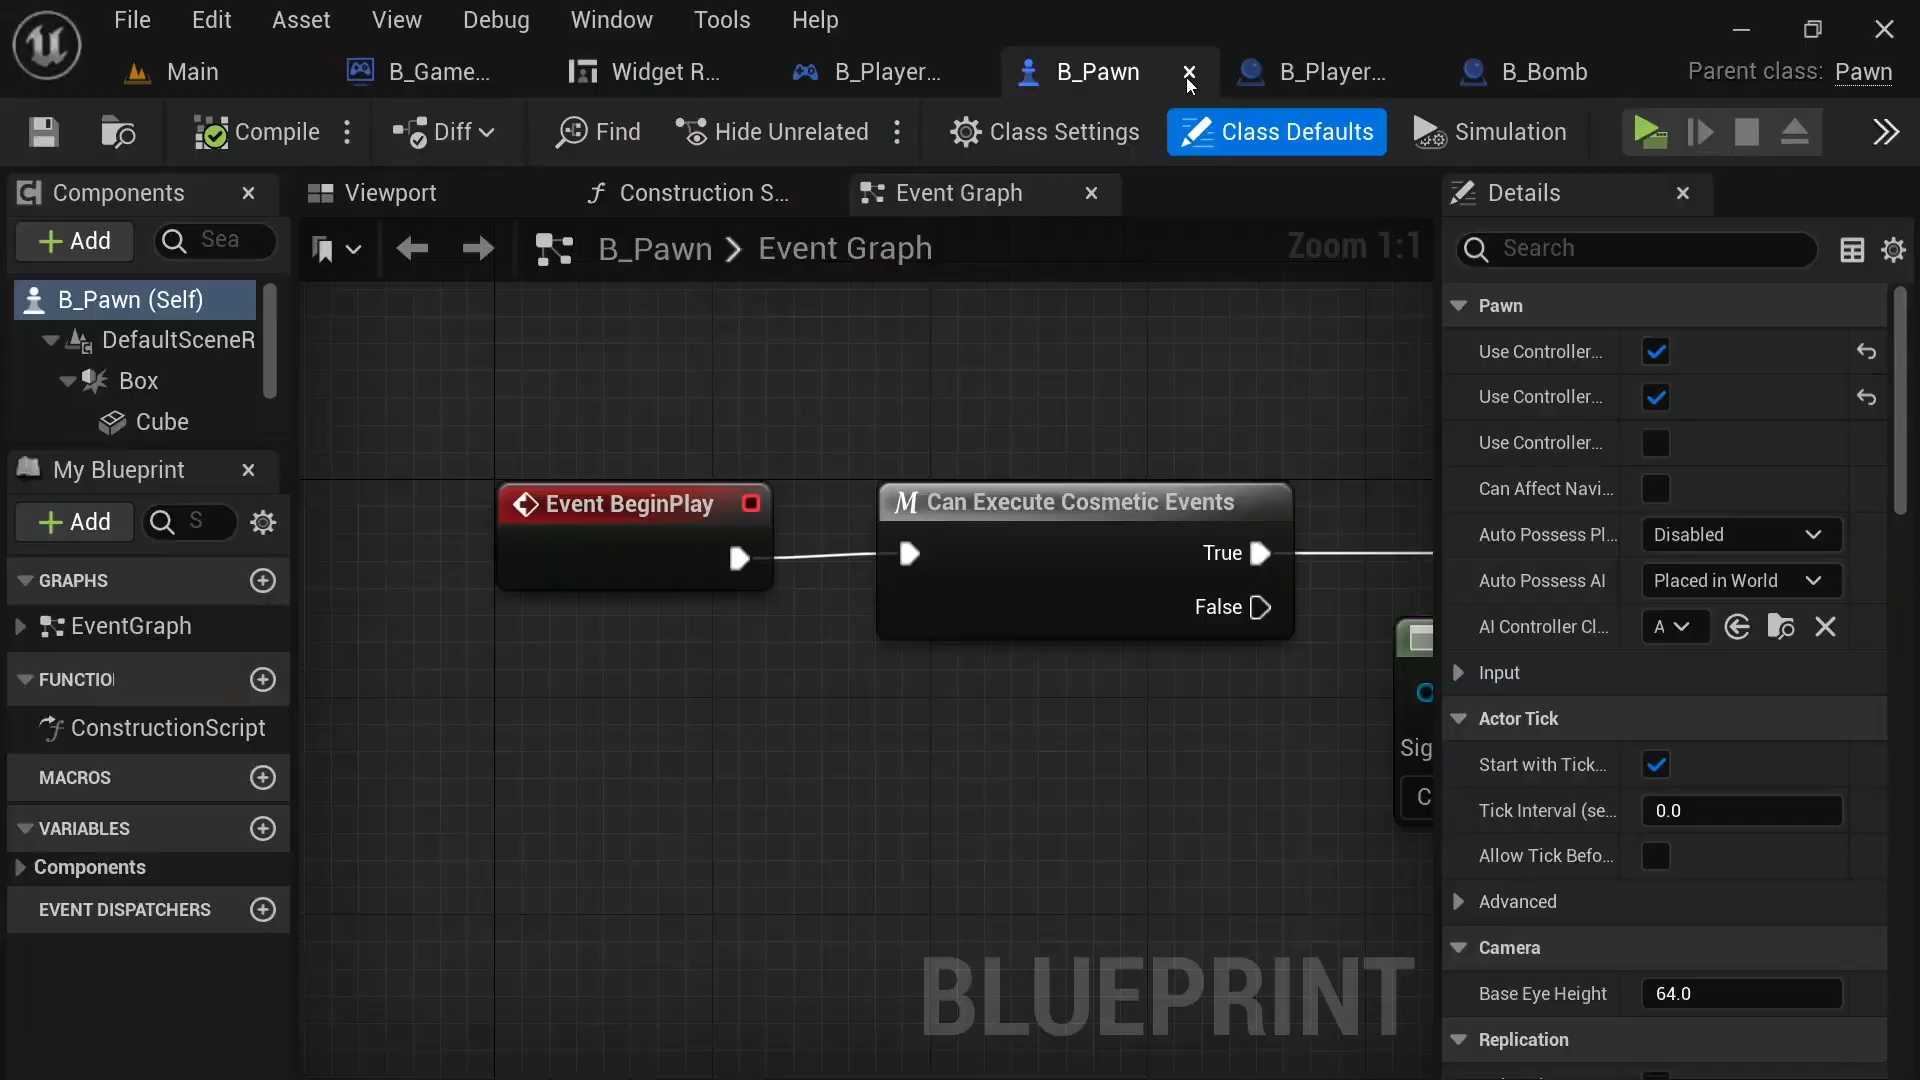 File Edit Asset View Debug Window Tools Help
Main B_Game... Widget R... B_Player... B_Pawn B_Player... B_Bomb Parent class: Pawn
Compile Diff Find Hide Unrelated Class Settings Class Defaults Simulation
Components Viewport Construction S... Event Graph Details
Add Sea B_Pawn > Event Graph Zoom 1:1 Search
B_Pawn (Self)
DefaultSceneR
Box
Cube
My Blueprint
Add S
GRAPHS
EventGraph
FUNCTIO
ConstructionScript
MACROS
VARIABLES
Components
EVENT DISPATCHERS
Event BeginPlay
Can Execute Cosmetic Events
True
False
Sig
C
BLUEPRINT
Pawn
Use Controller...
Use Controller...
Use Controller...
Can Affect Navi...
Auto Possess Pl... Disabled
Auto Possess AI Placed in World
AI Controller Cl... A
Input
Actor Tick
Start with Tick...
Tick Interval (se... 0.0
Allow Tick Befo...
Advanced
Camera
Base Eye Height 64.0
Replication